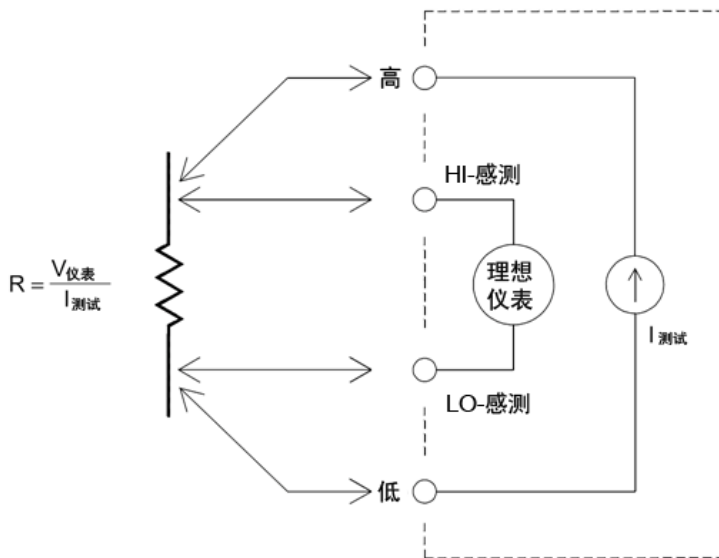 高
HI-感测
理想
仪表
R = V仪表 / I测试
I 测试
LO-感测
低